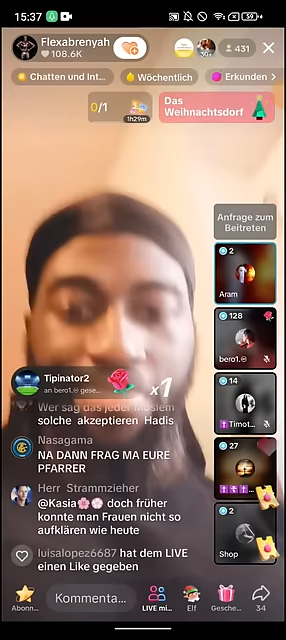 15:37
59
Flexabrenyah
108.6K
431
Chatten und Int...
Wöchentlich
Erkunden
0/1
1h29m
Das
Weihnachtsdorf
Anfrage zum
Beitreten
2
Aram
128
bero1.
14
Timot...
27
2
Shop
Tipinator2
an bero1. gese...
x1
Wer sag das jeder moslem
solche akzeptieren Hadis
Nasagama
NA DANN FRAG MA EURE
PFARRER
Herr Strammzieher
@Kasia🌸🌸 doch früher
konnte man Frauen nicht so
aufklären wie heute
luisalopez6687 hat dem LIVE
einen Like gegeben
Abonn...
Kommenta...
LIVE mi...
Elf
Gesche...
34